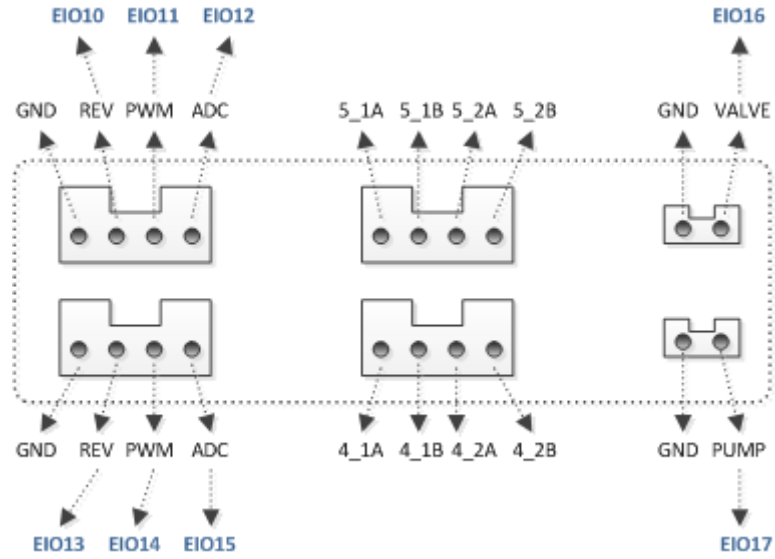 EIO10 EIO11 EIO12 EIO16
GND REV PWM ADC 5_1A 5_1B 5_2A 5_2B GND VALVE
GND REV PWM ADC 4_1A 4_1B 4_2A 4_2B GND PUMP
EIO13 EIO14 EIO15 EIO17